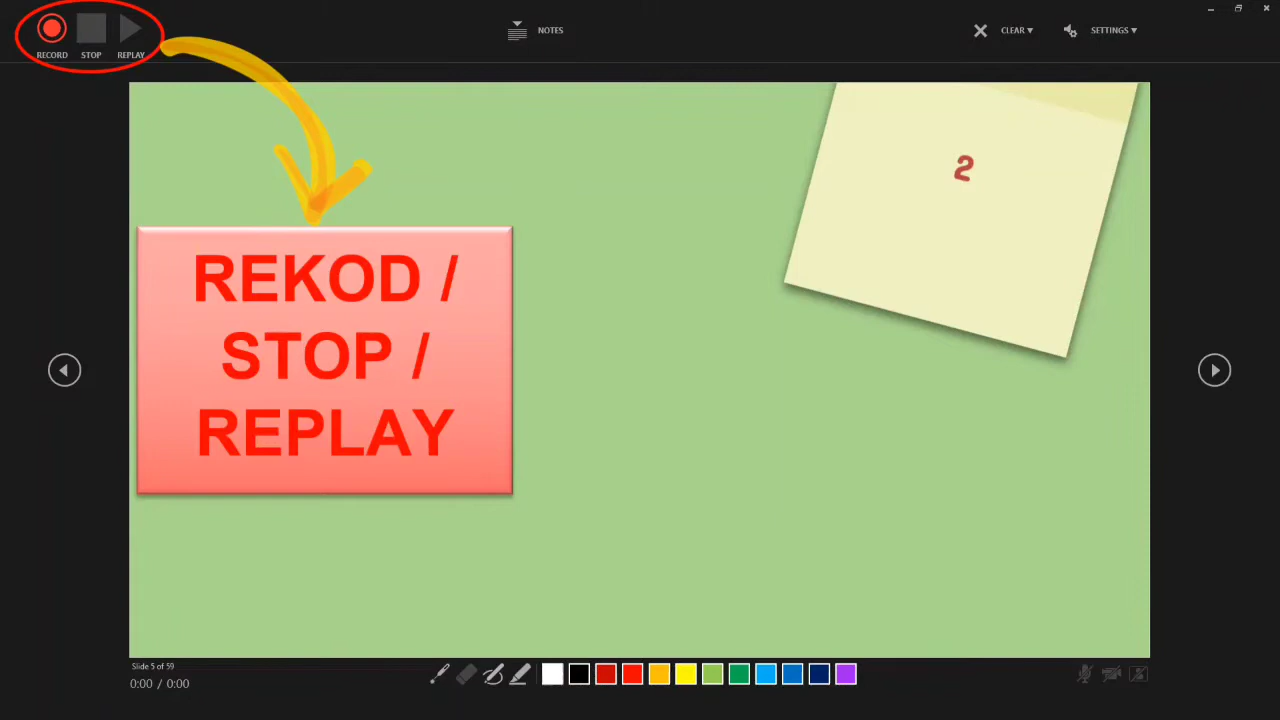 RECORD STOP REPLAY
NOTES
CLEAR
SETTINGS
2
REKOD /
STOP /
REPLAY
Slide 5 of 59
0:00 / 0:00